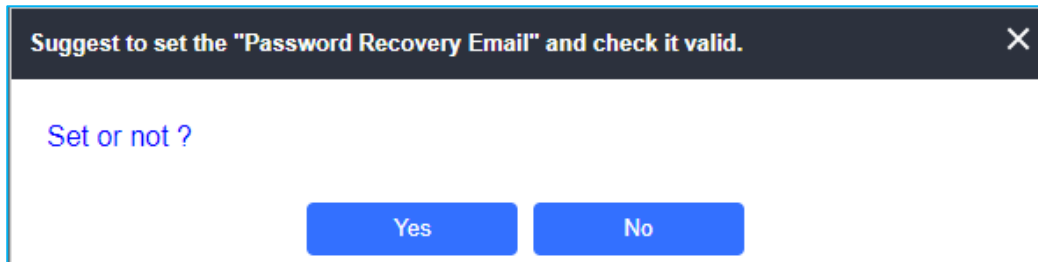 Suggest to set the "Password Recovery Email" and check it valid.
Set or not ?
Yes
No